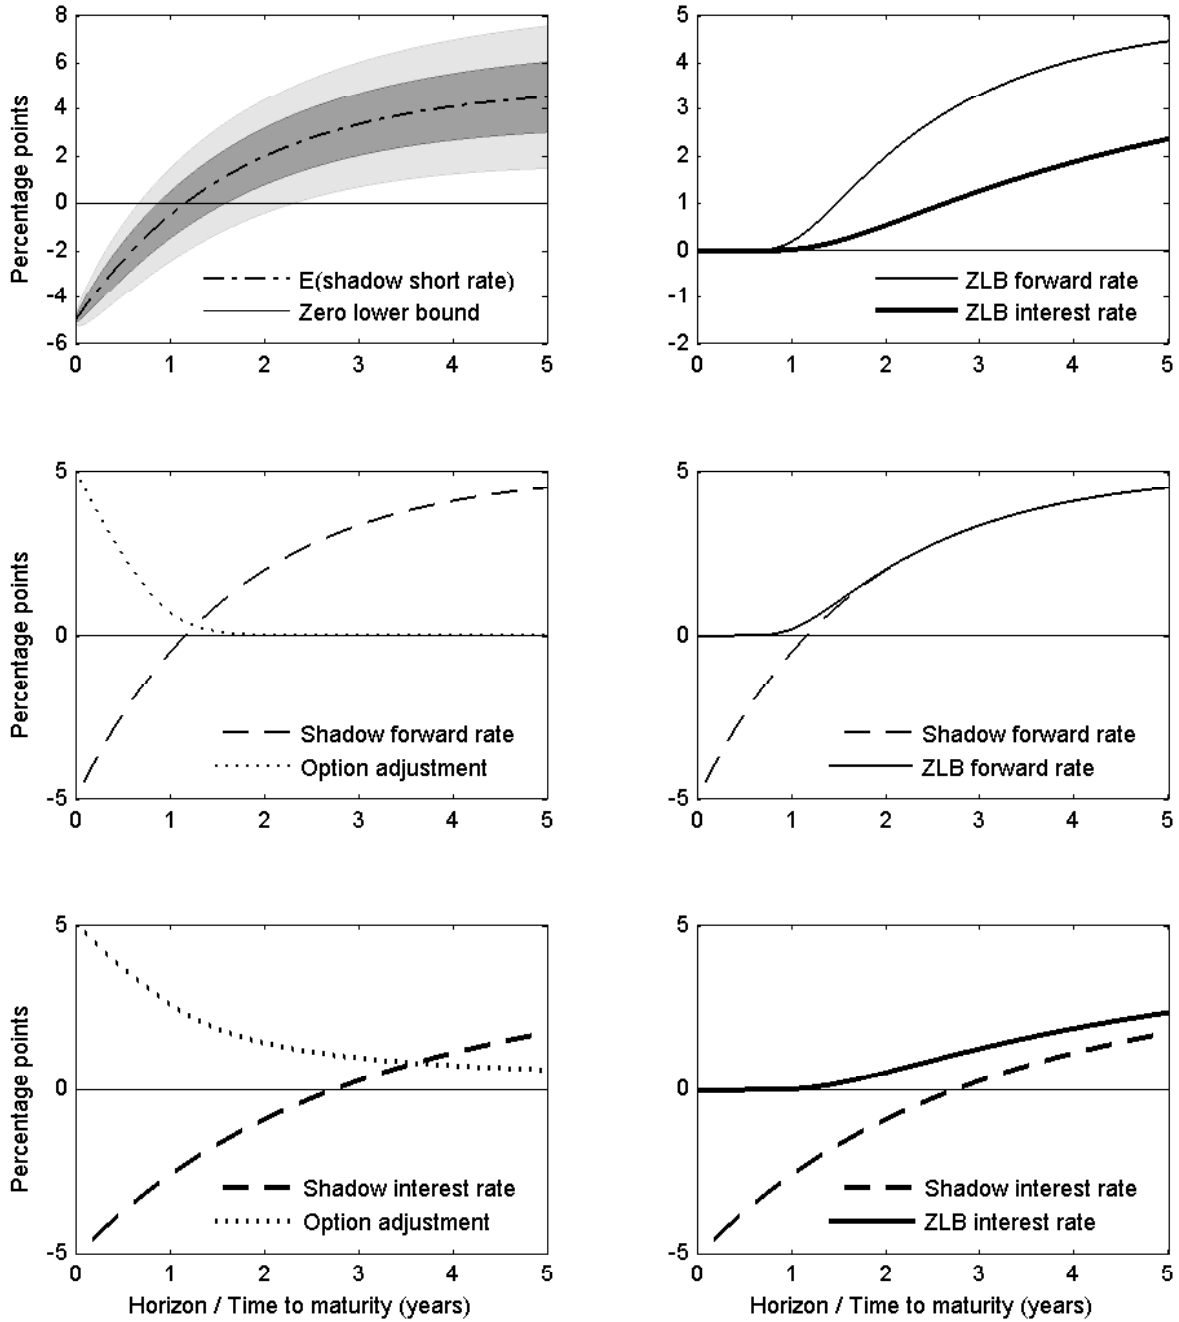 8
6
4
2
0
-2
-4
-6
Percentage points
E(shadow short rate)
Zero lower bound
0 1 2 3 4 5
5
4
3
2
1
0
-1
-2
ZLB forward rate
ZLB interest rate
0 1 2 3 4 5
5
0
-5
Percentage points
Shadow forward rate
Option adjustment
0 1 2 3 4 5
5
0
-5
Shadow forward rate
ZLB forward rate
0 1 2 3 4 5
5
0
-5
Percentage points
Shadow interest rate
Option adjustment
0 1 2 3 4 5
Horizon / Time to maturity (years)
5
0
-5
Shadow interest rate
ZLB interest rate
0 1 2 3 4 5
Horizon / Time to maturity (years)